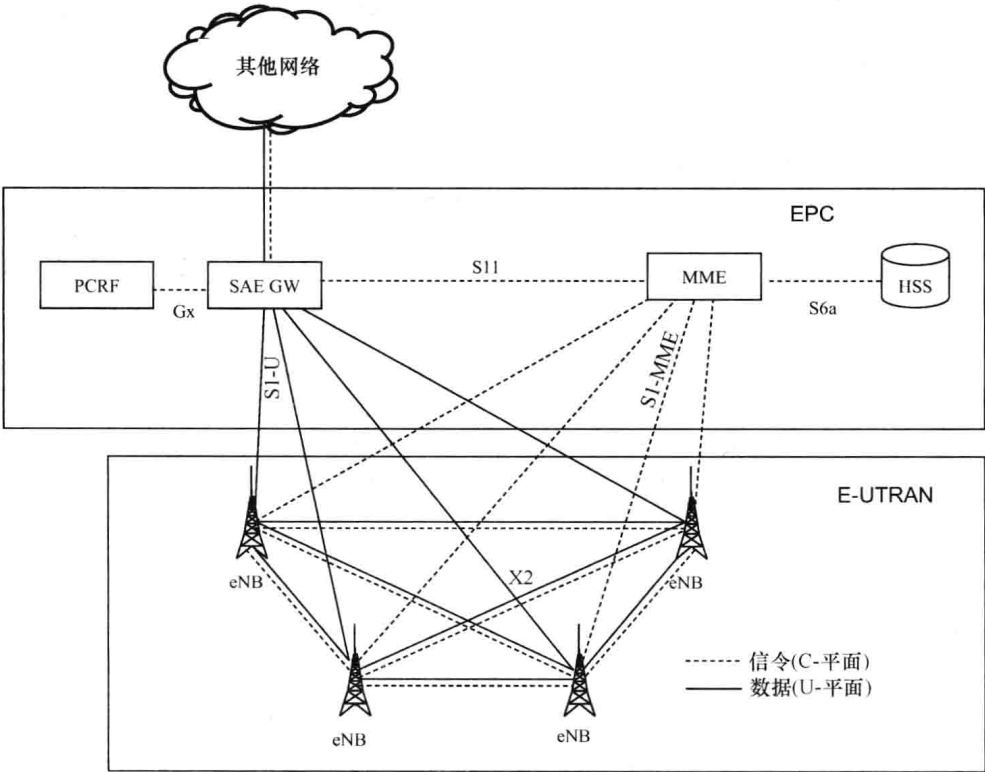 其他网络
EPC
PCRF
Gx
SAE GW
S11
MME
S6a
HSS
S1-U
S1-MME
E-UTRAN
eNB
eNB
X2
eNB
eNB
信令(C-平面)
数据(U-平面)